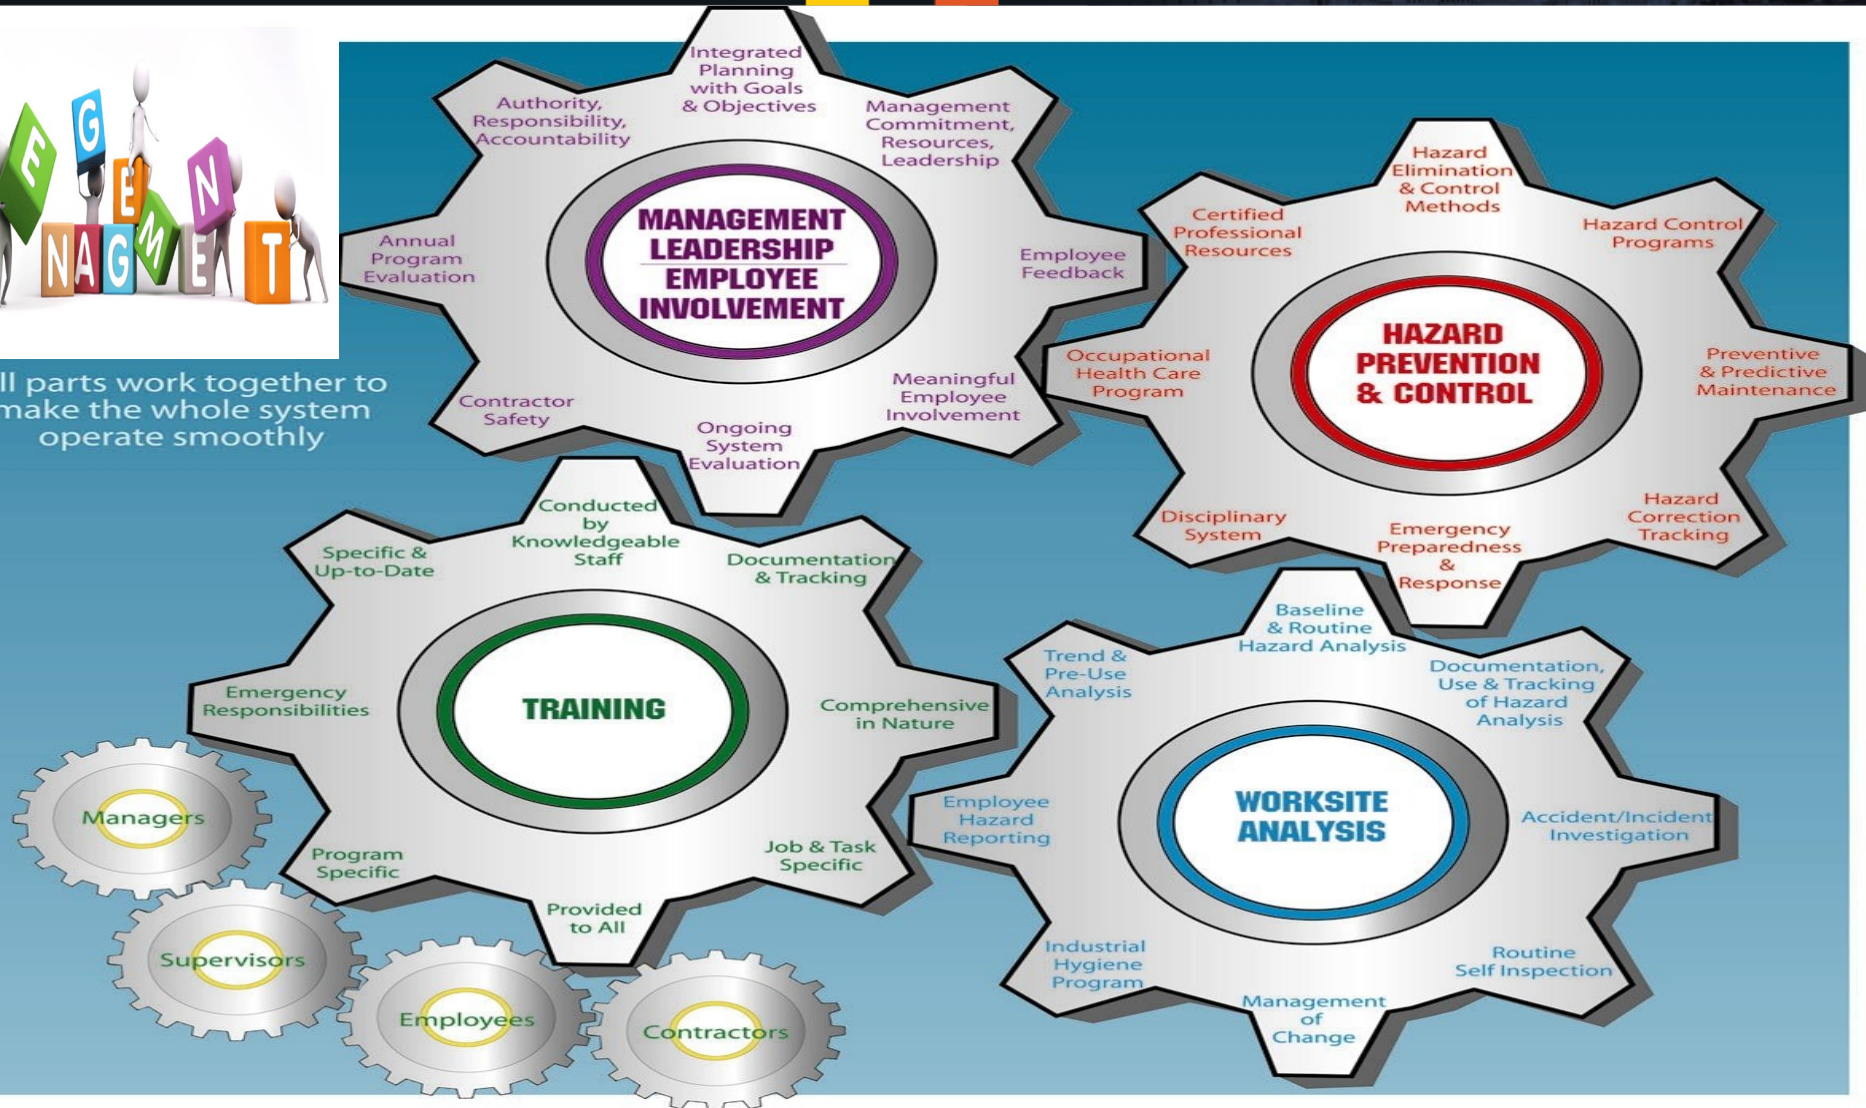 E
G
E
N
NAG
M
E
T
ll parts work together to
make the whole system
operate smoothly
Integrated
Planning
with Goals
& Objectives
Authority,
Responsibility,
Accountability
Management
Commitment,
Resources,
Leadership
Annual
Program
Evaluation
MANAGEMENT
LEADERSHIP
EMPLOYEE
INVOLVEMENT
Employee
Feedback
Contractor
Safety
Ongoing
System
Evaluation
Meaningful
Employee
Involvement
Hazard
Elimination
& Control
Methods
Certified
Professional
Resources
Hazard Control
Programs
Occupational
Health Care
Program
HAZARD
PREVENTION
& CONTROL
Preventive
& Predictive
Maintenance
Disciplinary
System
Emergency
Preparedness
&
Response
Hazard
Correction
Tracking
Conducted
by
Knowledgeable
Staff
Specific &
Up-to-Date
Documentation
& Tracking
Emergency
Responsibilities
TRAINING
Comprehensive
in Nature
Program
Specific
Provided
to All
Job & Task
Specific
Baseline
& Routine
Hazard Analysis
Trend &
Pre-Use
Analysis
Documentation,
Use & Tracking
of Hazard
Analysis
Employee
Hazard
Reporting
WORKSITE
ANALYSIS
Accident/Incident
Investigation
Industrial
Hygiene
Program
Management
of
Change
Routine
Self Inspection
Managers
Supervisors
Employees
Contractors